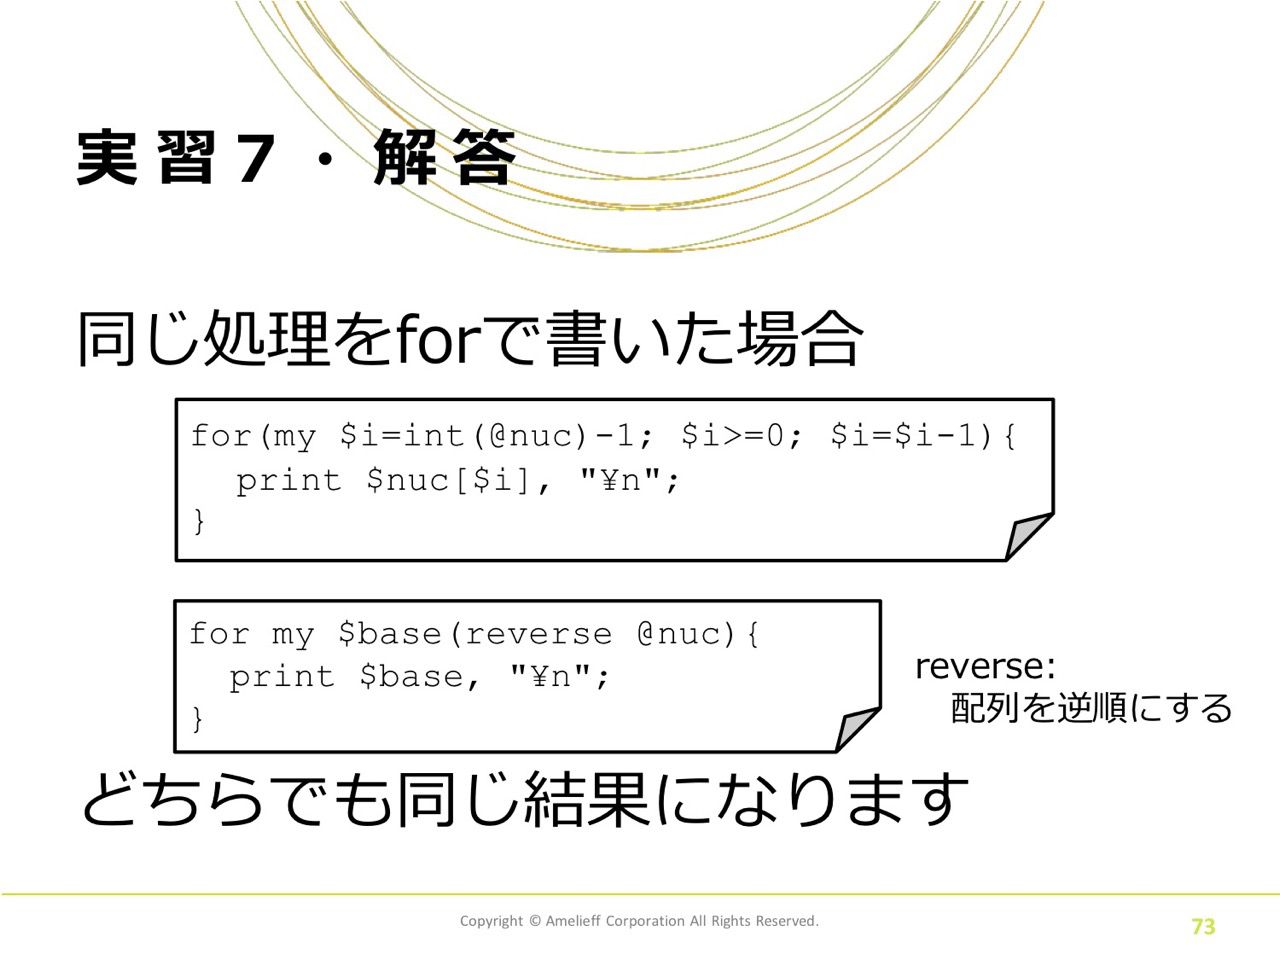 実習７・解答
同じ処理をforで書いた場合
for(my $i=int(@nuc)-1; $i>=0; $i=$i-1){
  print $nuc[$i], "¥n";
}
for my $base(reverse @nuc){
  print $base, "¥n";
}
reverse:
配列を逆順にする
どちらでも同じ結果になります
Copyright © Amelieff Corporation All Rights Reserved.
73